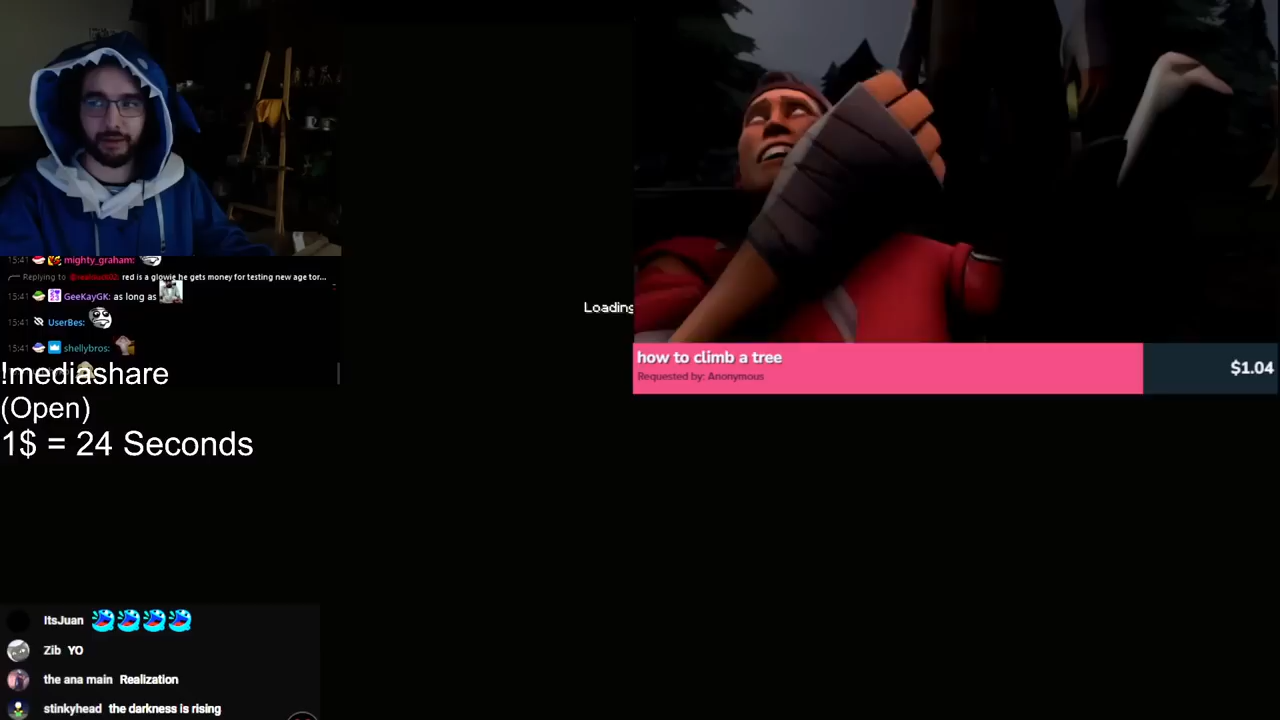 15:41 mighty_graham:
Replying to @realduck02: red is a glowie he gets money for testing new age tor...
15:41 GeeKayGK: as long as
15:41 UserBes:
15:41 shellybros:
!mediashare
(Open)
1$ = 24 Seconds
Loading
how to climb a tree
Requested by: Anonymous
$1.04
ItsJuan
Zib YO
the ana main Realization
stinkyhead the darkness is rising